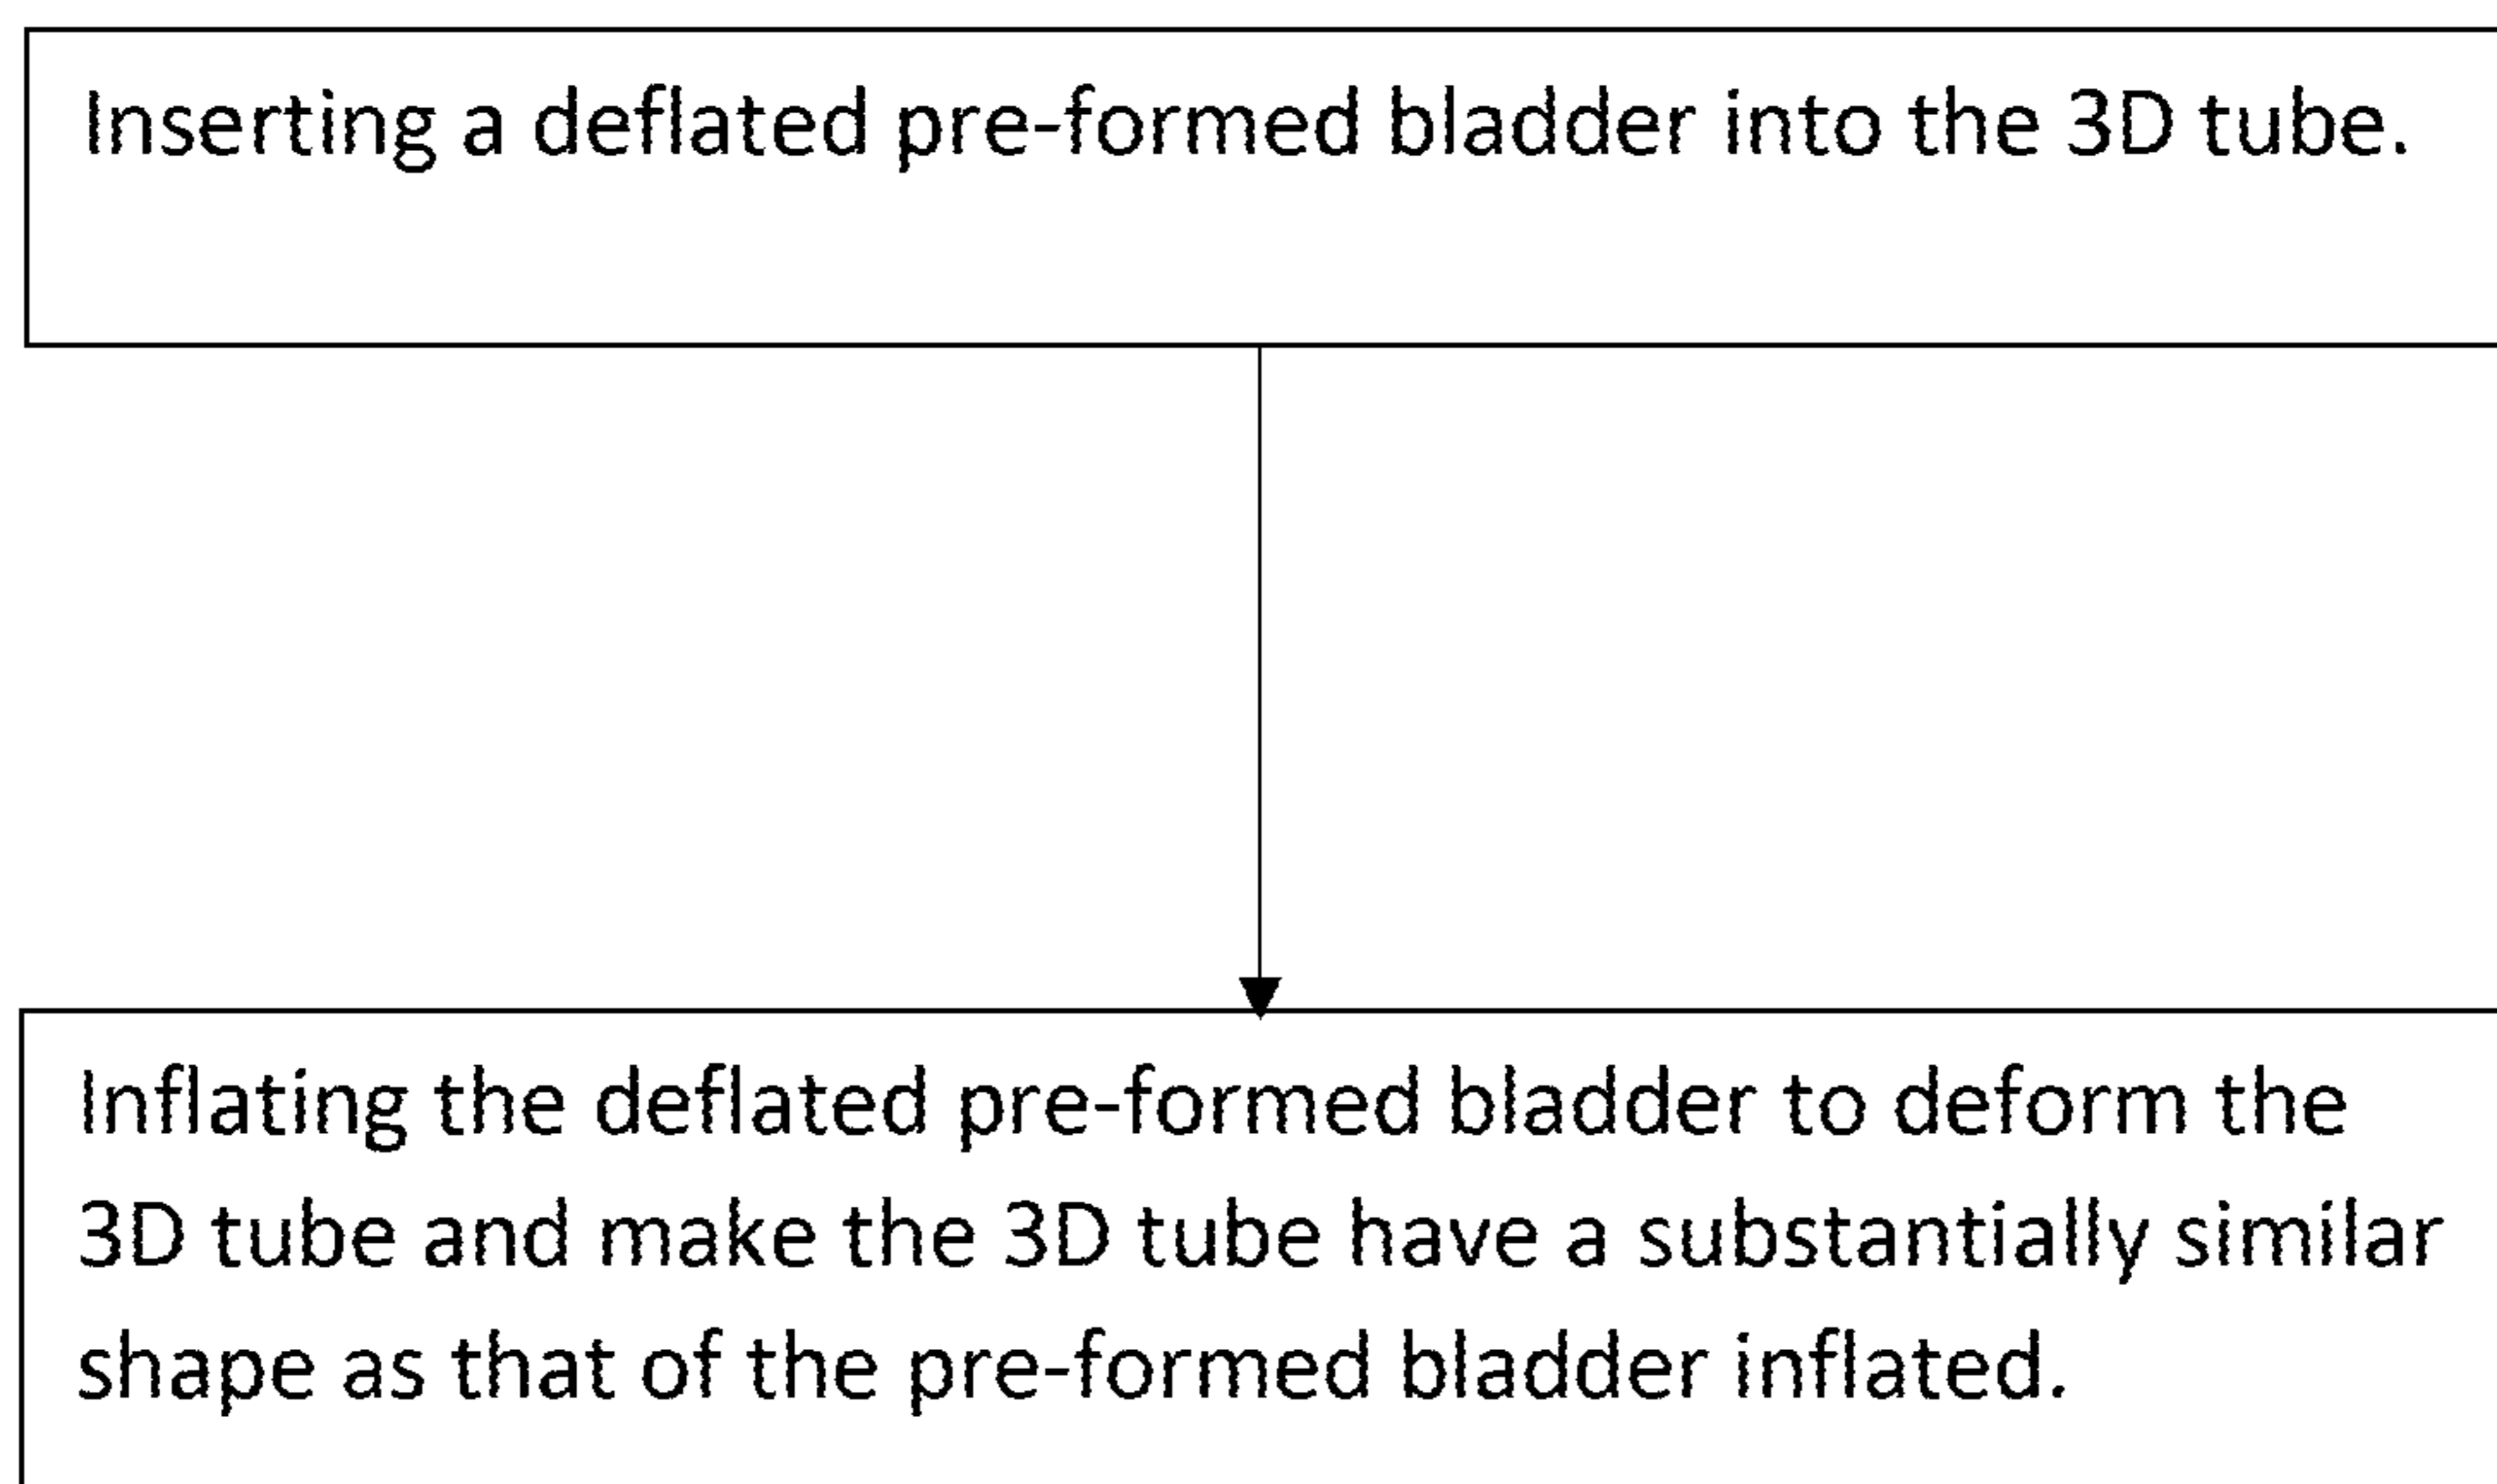 Inserting a deflated pre-formed bladder into the 3D tube.
Inflating the deflated pre-formed bladder to deform the
3D tube and make the 3D tube have a substantially similar
shape as that of the pre-formed bladder inflated.